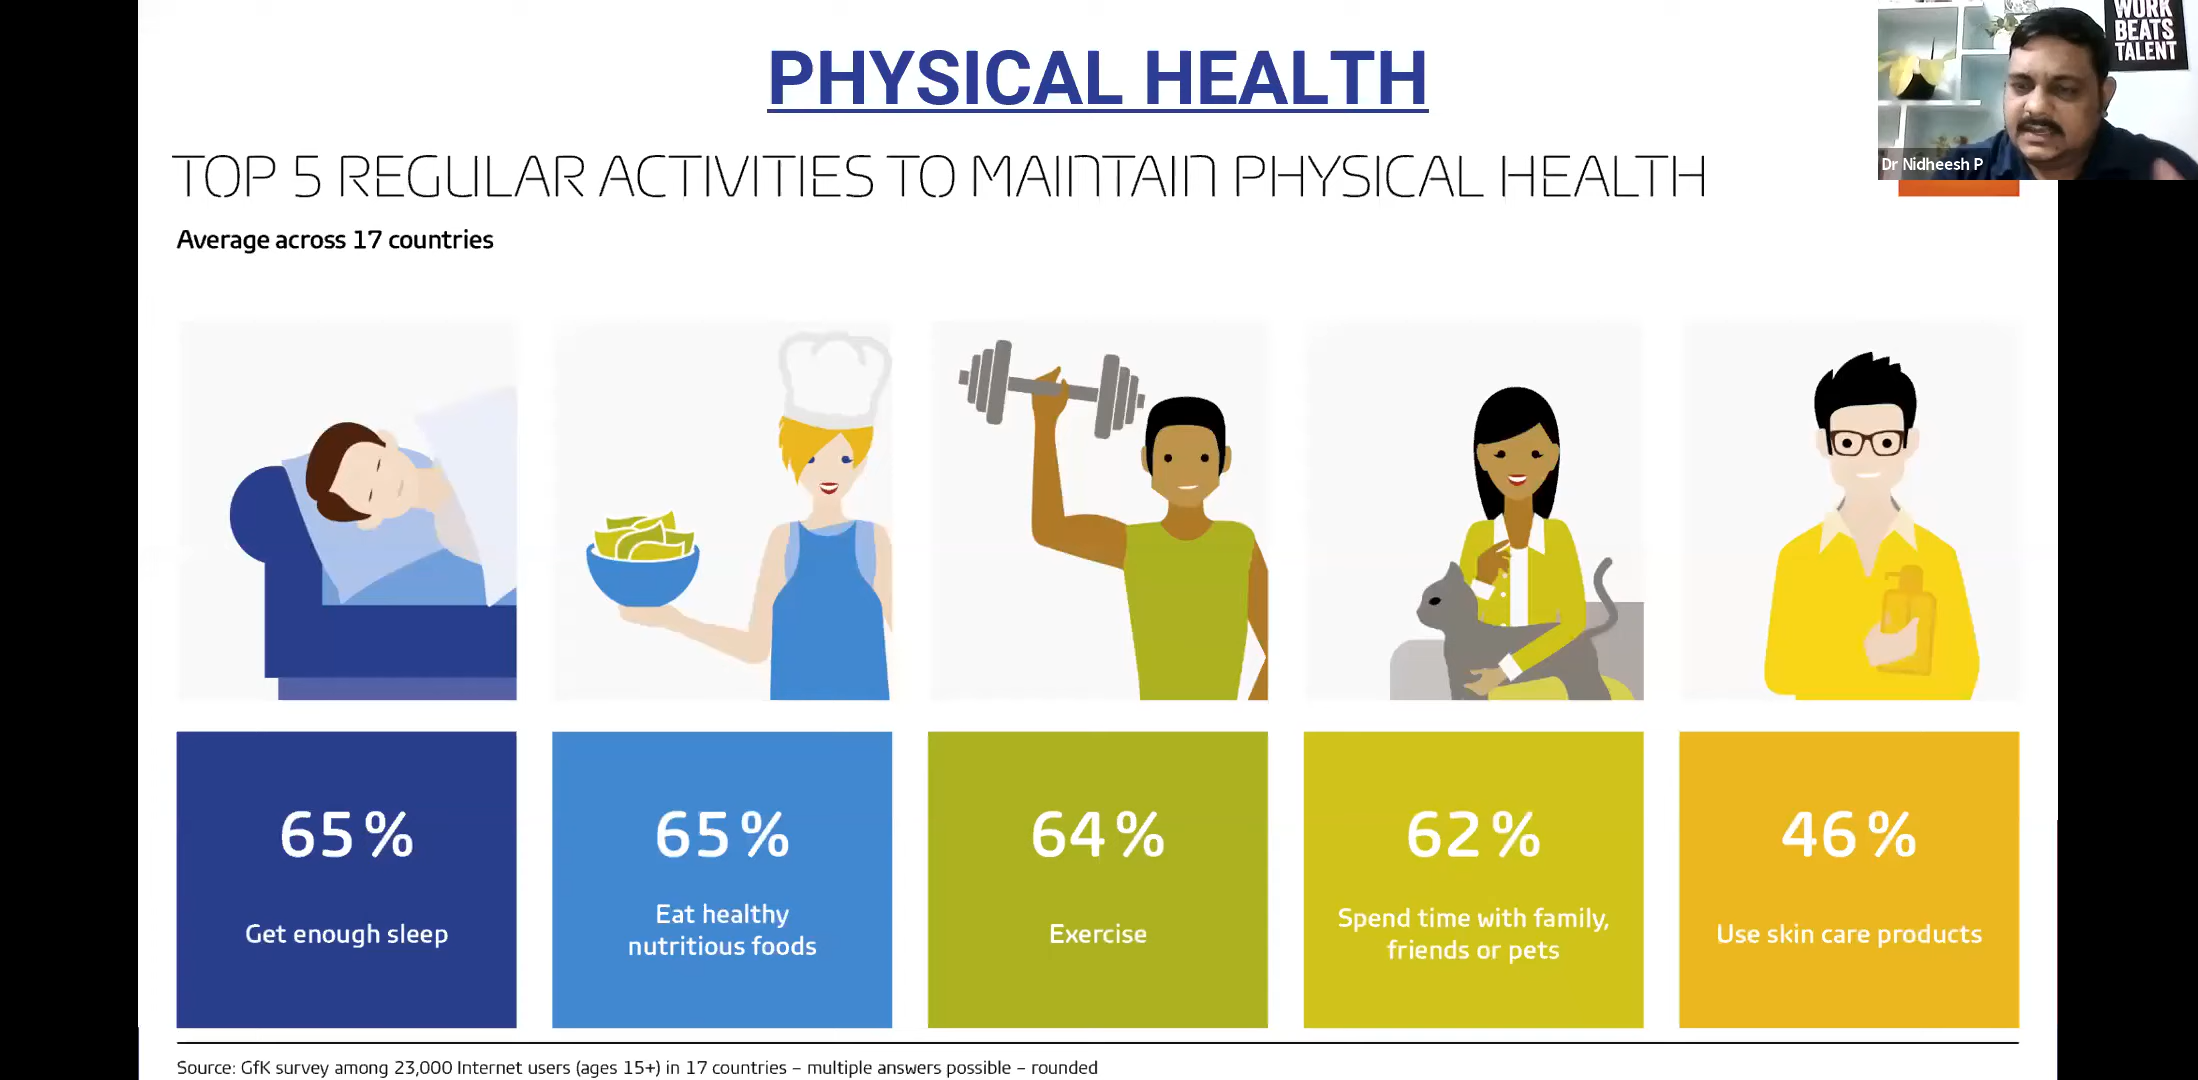 PHYSICAL HEALTH
WORK
BEATS
TALENT
Dr Nidheesh P
TOP 5 REGULAR ACTIVITIES TO MAINTAIN PHYSICAL HEALTH
Average across 17 countries
65%
Get enough sleep
65%
Eat healthy
nutritious foods
64%
Exercise
62%
Spend time with family,
friends or pets
46%
Use skin care products
Source: GfK survey among 23,000 Internet users (ages 15+) in 17 countries – multiple answers possible – rounded